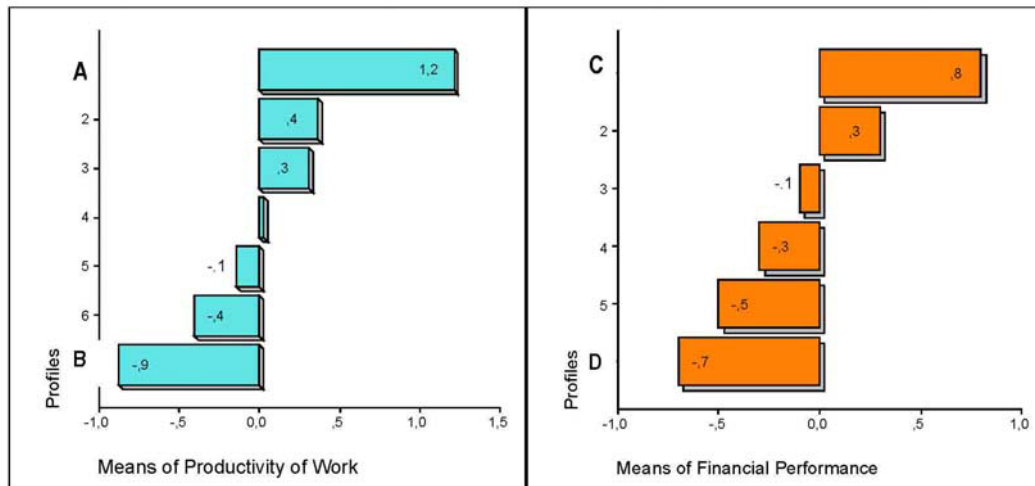 A
1,2
2
,4
3
,3
4
5
-,1
6
-,4
B
-,9
Profiles
-1,0 -,5 0,0 ,5 1,0 1,5
Means of Productivity of Work
C
,8
2
,3
3
-,1
4
-,3
5
-,5
D
-,7
Profiles
-1,0 -,5 0,0 ,5 1,0
Means of Financial Performance